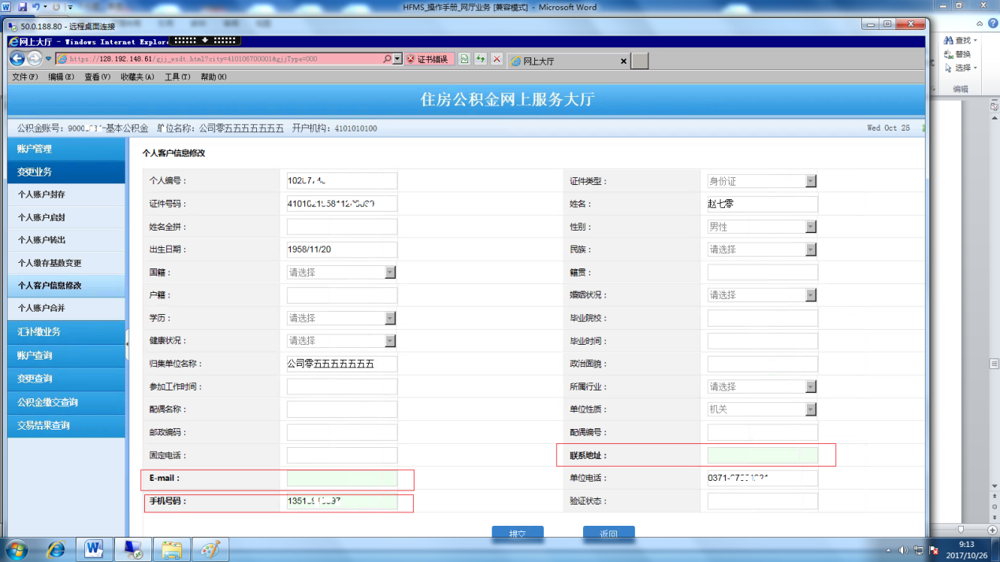 HFMS_操作手册_网厅业务 [兼容模式] - Microsoft Word
50.0.188.80 - 远程桌面连接
网上大厅 - Windows Internet Explor
https://128.192.148.61/gjj_wsdt.html?city=410106700001&gjjType=000
证书错误
网上大厅
查找
替换
选择
编辑
文件(F) 编辑(E) 查看(V) 收藏夹(A) 工具(T) 帮助(H)
住房公积金网上服务大厅
公积金账号: -基本公积金 单位名称: 公司零五五五五五五五 开户机构: 4101010100
Wed Oct 25
账户管理
变更业务
个人账户封存
个人账户启封
个人账户转出
个人缴存基数变更
个人客户信息修改
个人账户合并
汇补缴业务
账户查询
变更查询
公积金缴交查询
交易结果查询
个人客户信息修改
个人编号: 证件类型: 身份证
证件号码: 姓名: 赵七零
姓名全拼: 性别: 男性
出生日期: 1958/11/20 民族: 请选择
国籍: 请选择 籍贯:
户籍: 婚姻状况: 请选择
学历: 请选择 毕业院校:
健康状况: 请选择 毕业时间:
归集单位名称: 公司零五五五五五五五 政治面貌:
参加工作时间: 所属行业: 请选择
配偶名称: 单位性质: 机关
邮政编码: 配偶编号:
固定电话: 联系地址:
E-mail: 单位电话:
手机号码: 验证状态:
提交 返回
9:13
2017/10/26